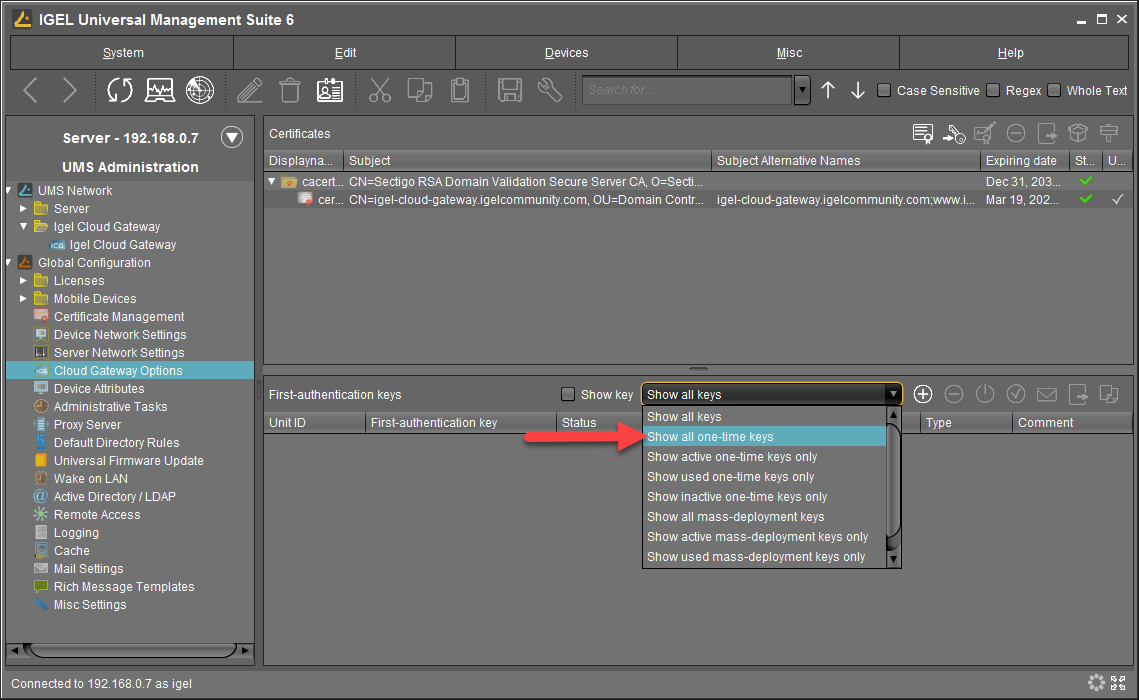 IGEL Universal Management Suite 6
System Edit Devices Misc Help
Search for...
Case Sensitive Regex Whole Text
Server - 192.168.0.7
UMS Administration
UMS Network
Server
Igel Cloud Gateway
ICG Igel Cloud Gateway
Global Configuration
Licenses
Mobile Devices
Certificate Management
Device Network Settings
Server Network Settings
ICG Cloud Gateway Options
Device Attributes
Administrative Tasks
Proxy Server
Default Directory Rules
Universal Firmware Update
Wake on LAN
Active Directory / LDAP
Remote Access
Logging
Cache
Mail Settings
Rich Message Templates
Misc Settings
Certificates
Displayna... Subject Subject Alternative Names Expiring date St... U...
cacert... CN=Sectigo RSA Domain Validation Secure Server CA, O=Secti... Dec 31, 203...
cer... CN=igel-cloud-gateway.igelcommunity.com, OU=Domain Contr... igel-cloud-gateway.igelcommunity.com;www.i... Mar 19, 202...
First-authentication keys Show key Show all keys
Unit ID First-authentication key Status Type Comment
Show all keys
Show all one-time keys
Show active one-time keys only
Show used one-time keys only
Show inactive one-time keys only
Show all mass-deployment keys
Show active mass-deployment keys only
Show used mass-deployment keys only
Connected to 192.168.0.7 as igel